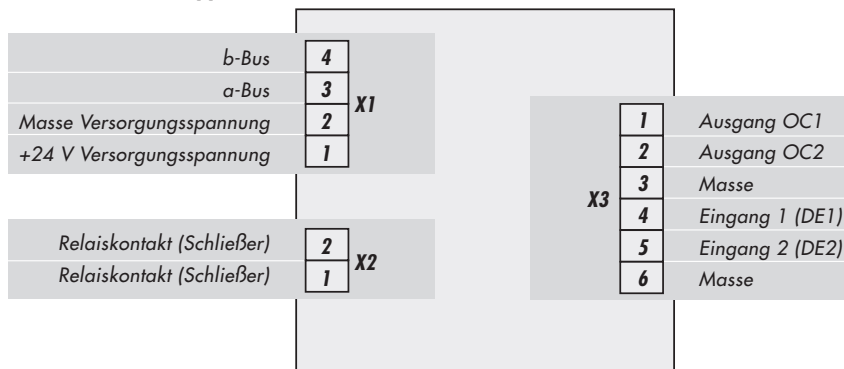 b-Bus 4
a-Bus 3
Masse Versorgungsspannung 2
+24 V Versorgungsspannung 1
X1
Relaiskontakt (Schließer) 2
Relaiskontakt (Schließer) 1
X2
X3
1 Ausgang OC1
2 Ausgang OC2
3 Masse
4 Eingang 1 (DE1)
5 Eingang 2 (DE2)
6 Masse